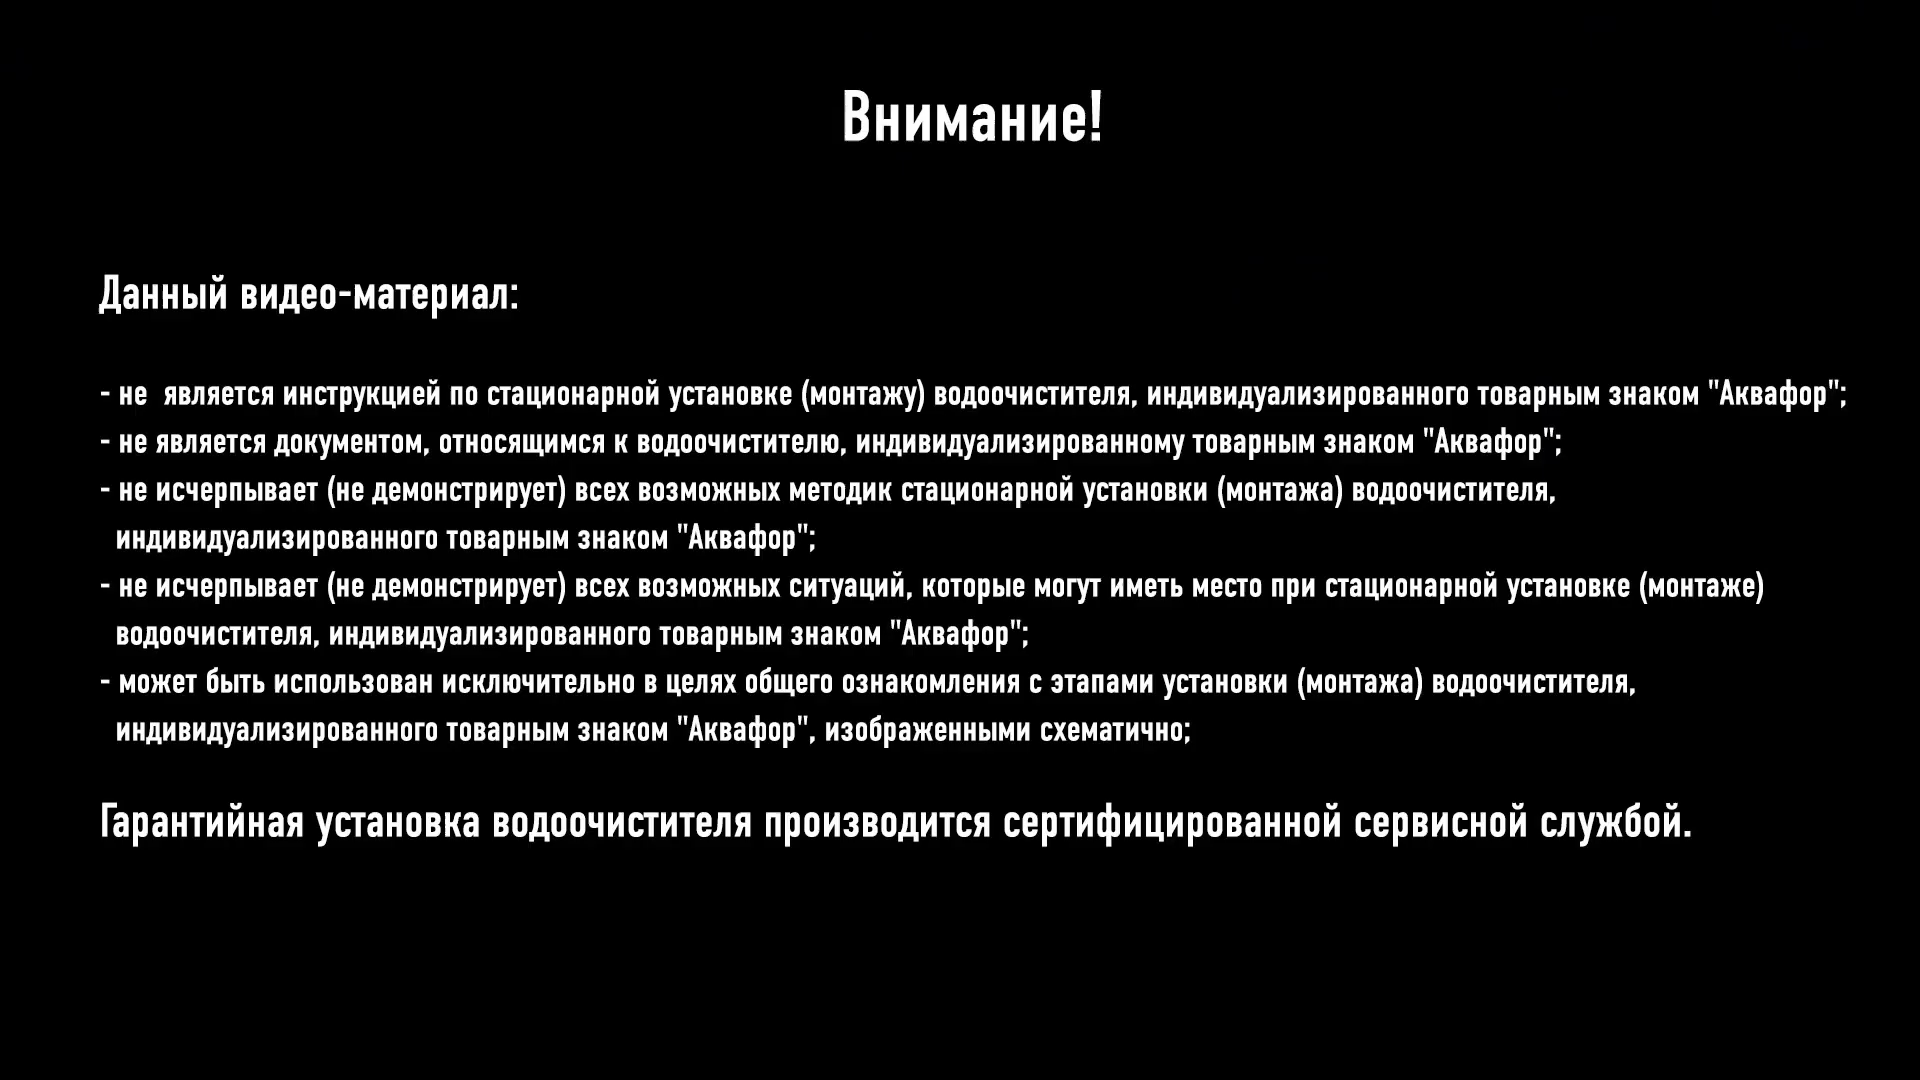 Внимание!
Данный видео-материал:
- не  является инструкцией по стационарной установке (монтажу) водоочистителя, индивидуализированного товарным знаком "Аквафор";
- не является документом, относящимся к водоочистителю, индивидуализированному товарным знаком "Аквафор";
- не исчерпывает (не демонстрирует) всех возможных методик стационарной установки (монтажа) водоочистителя,
индивидуализированного товарным знаком "Аквафор";
- не исчерпывает (не демонстрирует) всех возможных ситуаций, которые могут иметь место при стационарной установке (монтаже)
водоочистителя, индивидуализированного товарным знаком "Аквафор";
- может быть использован исключительно в целях общего ознакомления с этапами установки (монтажа) водоочистителя,
индивидуализированного товарным знаком "Аквафор", изображенными схематично;
Гарантийная установка водоочистителя производится сертифицированной сервисной службой.